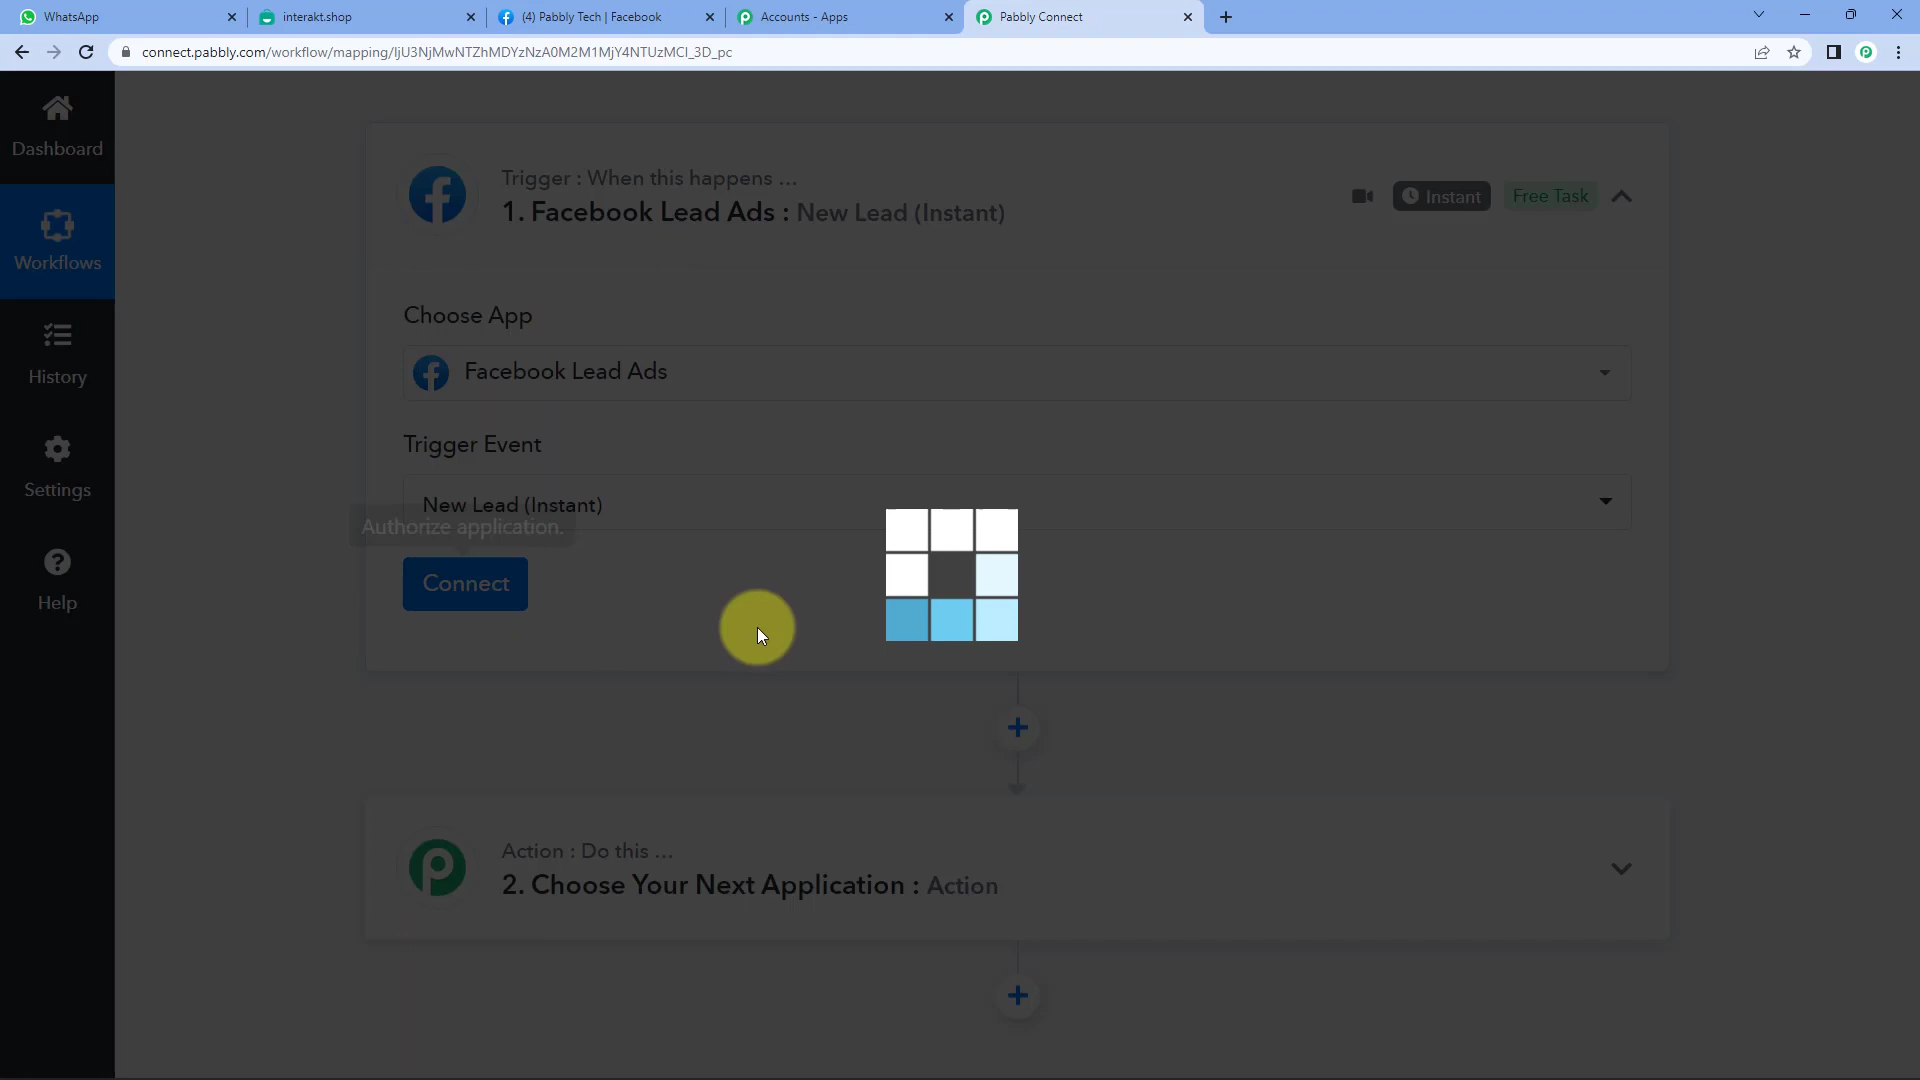 WhatsApp
interakt.shop
(4) Pabbly Tech | Facebook
Accounts - Apps
Pabbly Connect
connect.pabbly.com/workflow/mapping/IjU3NjMwNTZhMDYzNzA0M2M1MjY4NTUzMCI_3D_pc
Dashboard
Workflows
History
Settings
Help
Trigger : When this happens ...
1. Facebook Lead Ads : New Lead (Instant)
Instant
Free Task
Choose App
Facebook Lead Ads
Trigger Event
New Lead (Instant)
Authorize application.
Connect
Action : Do this ...
2. Choose Your Next Application : Action